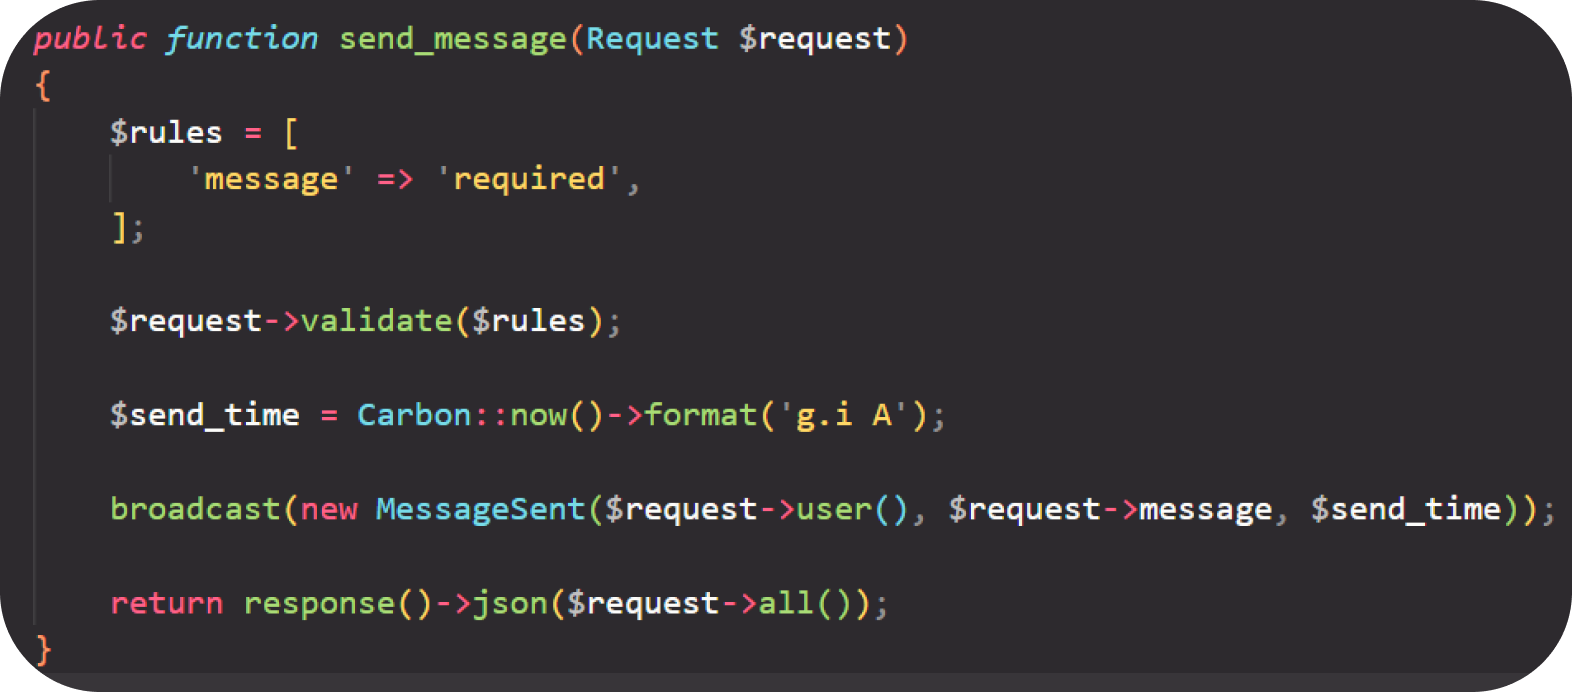 public function send_message(Request $request)
{
    $rules = [
        'message' => 'required',
    ];
    $request->validate($rules);
    $send_time = Carbon::now()->format('g.i A');
    broadcast(new MessageSent($request->user(), $request->message, $send_time));
    return response()->json($request->all());
}